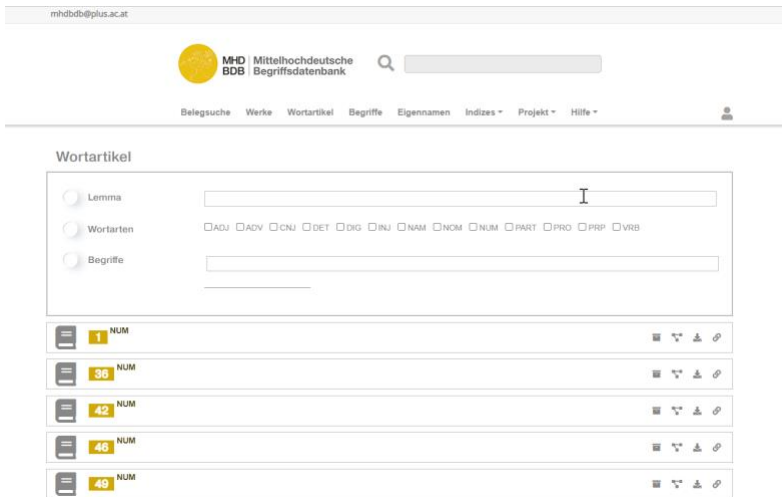 mhdbdb@plus.ac.at
MHD Mittelhochdeutsche
BDB Begriffsdatenbank
Belegsuche Werke Wortartikel Begriffe Eigennamen Indizes Projekt Hilfe
Wortartikel
Lemma
Wortarten ADJ ADV CNJ DET DIG INJ NAM NOM NUM PART PRO PRP VRB
Begriffe
1 NUM
36 NUM
42 NUM
46 NUM
49 NUM